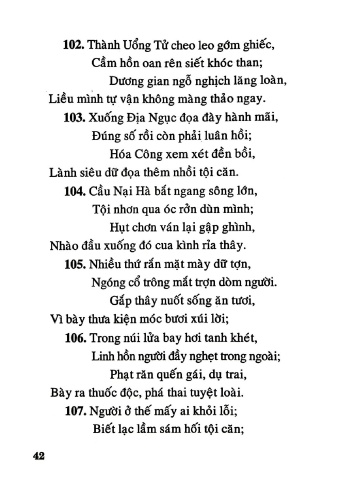 102. Thành Uổng Tử cheo leo gớm ghiếc,
Cầm hồn oan rên siết khóc than;
Dương gian ngỗ nghịch lăng loàn,
Liều mình tự vận không màng thảo ngay.
103. Xuống Địa Ngục đọa đày hành mãi,
Đúng số rồi còn phải luân hồi;
Hóa Công xem xét đền bồi,
Lành siêu dữ đọa thêm nhồi tội căn.
104. Cầu Nại Hà bắt ngang sông lớn,
Tội nhơn qua óc rởn dùn mình;
Hụt chơn ván lại gập ghình,
Nhào đầu xuống đó cua kình rỉa thây.
105. Nhiều thứ rắn mặt mày dữ tợn,
Ngóng cổ trông mắt trợn dòm người.
Gắp thây nuốt sống ăn tươi,
Vì bày thưa kiện móc bươi xúi lời;
106. Trong núi lửa bay hơi tanh khét,
Linh hồn người đầy nghẹt trong ngoài;
Phạt răn quến gái, dụ trai,
Bày ra thuốc độc, phá thai tuyệt loài.
107. Người ở thế mấy ai khỏi lỗi;
Biết lạc lầm sám hối tội căn;
42